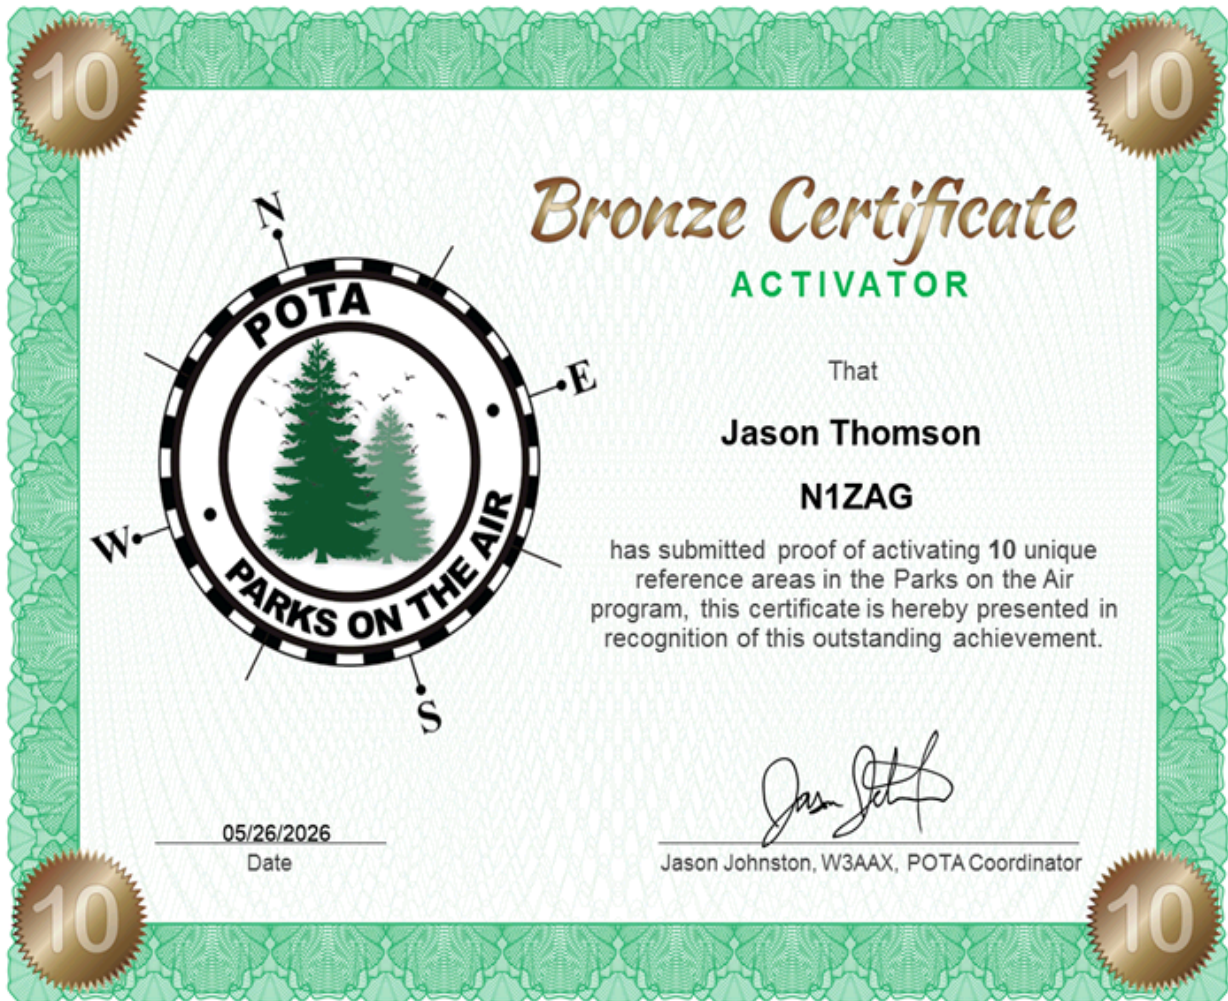 10
10
Bronze Certificate
ACTIVATOR
N
POTA
E
W
PARKS ON THE AIR
S
That
Jason Thomson
N1ZAG
has submitted proof of activating 10 unique
reference areas in the Parks on the Air
program, this certificate is hereby presented in
recognition of this outstanding achievement.
05/26/2026
Date
Jason Johnston, W3AAX, POTA Coordinator
10
10